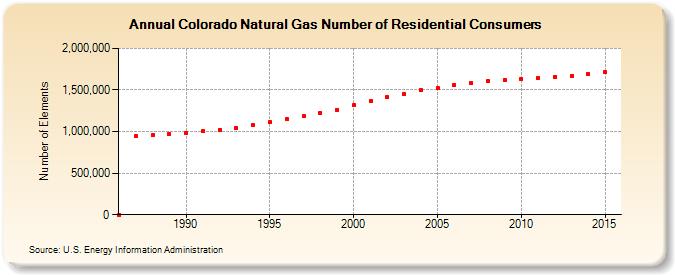 Annual Colorado Natural Gas Number of Residential Consumers
2,000,000
1,500,000
1,000,000
500,000
0
Number of Elements
1990 1995 2000 2005 2010 2015
Source: U.S. Energy Information Administration